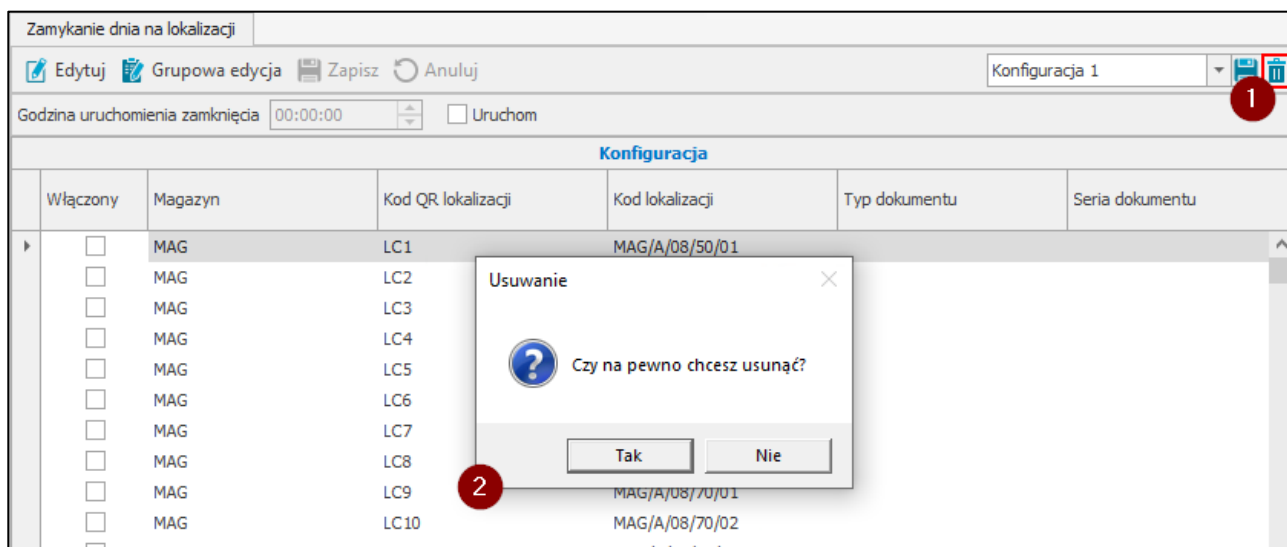 Zamykanie dnia na lokalizacji
Edytuj Grupowa edycja Zapisz Anuluj Konfiguracja 1
1
Godzina uruchomienia zamknięcia 00:00:00 Uruchom
Konfiguracja
Włączony Magazyn Kod QR lokalizacji Kod lokalizacji Typ dokumentu Seria dokumentu
MAG LC1 MAG/A/08/50/01
MAG LC2
MAG LC3
MAG LC4
MAG LC5
MAG LC6
MAG LC7
MAG LC8
MAG LC9 MAG/A/08/70/01
MAG LC10 MAG/A/08/70/02
Usuwanie
Czy na pewno chcesz usunąć?
Tak Nie
2